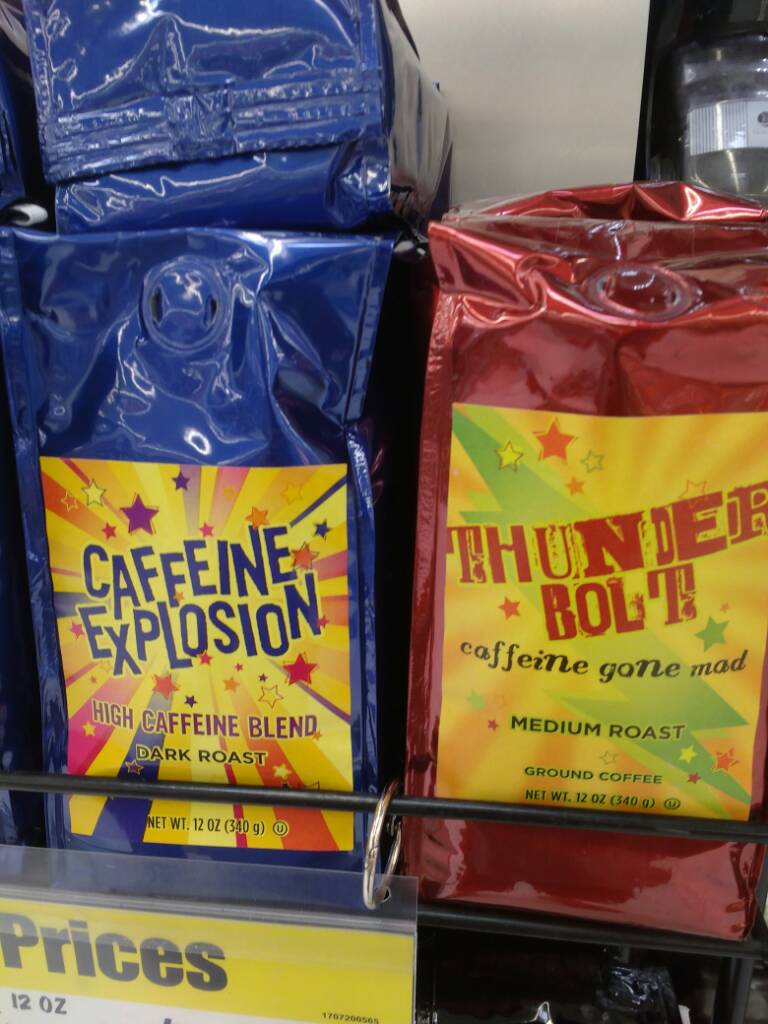 CAFFEINE
EXPLOSION
HIGH CAFFEINE BLEND
DARK ROAST
NET WT. 12 OZ (340 g) U
THUNDER
BOLT
caffeine gone mad
MEDIUM ROAST
GROUND COFFEE
NET WT. 12 OZ (340 g) U
Prices
12 OZ
1707200565